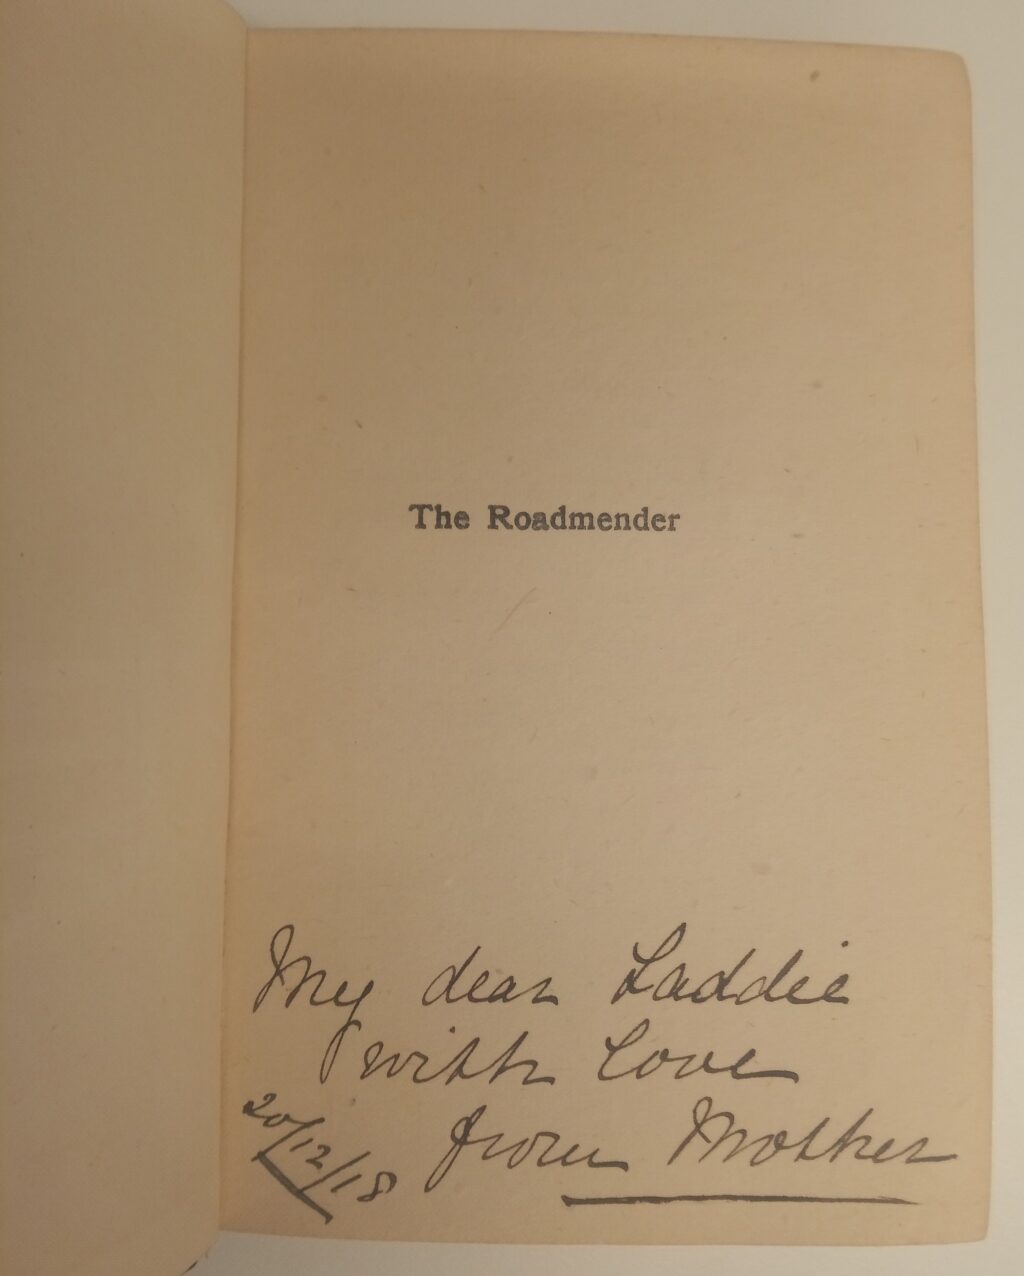 The Roadmender
My dear Laddie
with love
from Mother
20/12/18